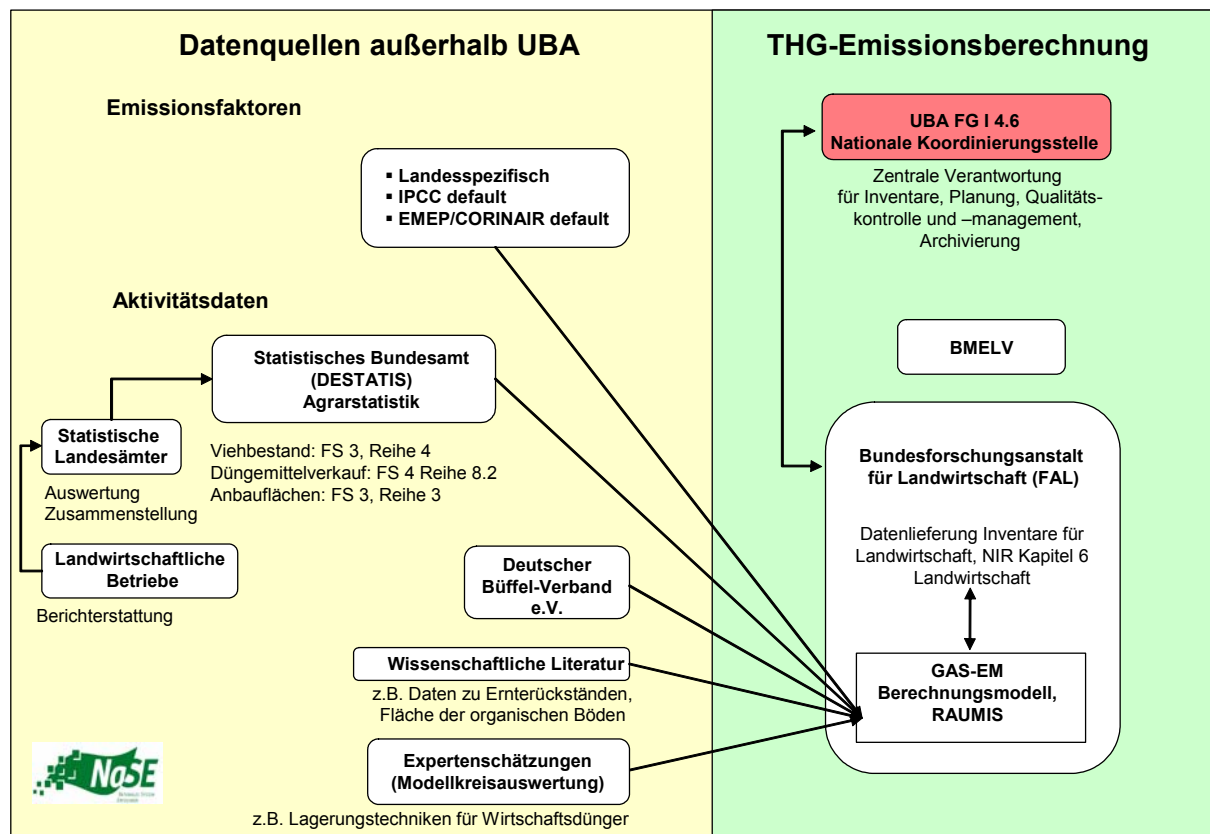 Datenquellen außerhalb UBA
THG-Emissionsberechnung
Emissionsfaktoren
▪ Landesspezifisch
▪ IPCC default
▪ EMEP/CORINAIR default
UBA FG I 4.6
Nationale Koordinierungsstelle
Zentrale Verantwortung
für Inventare, Planung, Qualitäts-
kontrolle und –management,
Archivierung
Aktivitätsdaten
Statistisches Bundesamt
(DESTATIS)
Agrarstatistik
BMELV
Statistische
Landesämter
Auswertung
Zusammenstellung
Viehbestand: FS 3, Reihe 4
Düngemittelverkauf: FS 4 Reihe 8.2
Anbauflächen: FS 3, Reihe 3
Bundesforschungsanstalt
für Landwirtschaft (FAL)
Datenlieferung Inventare für
Landwirtschaft, NIR Kapitel 6
Landwirtschaft
Landwirtschaftliche
Betriebe
Berichterstattung
Deutscher
Büffel-Verband
e.V.
Wissenschaftliche Literatur
z.B. Daten zu Ernterückständen,
Fläche der organischen Böden
GAS-EM
Berechnungsmodell,
RAUMIS
Expertenschätzungen
(Modellkreisauswertung)
z.B. Lagerungstechniken für Wirtschaftsdünger
NaSE